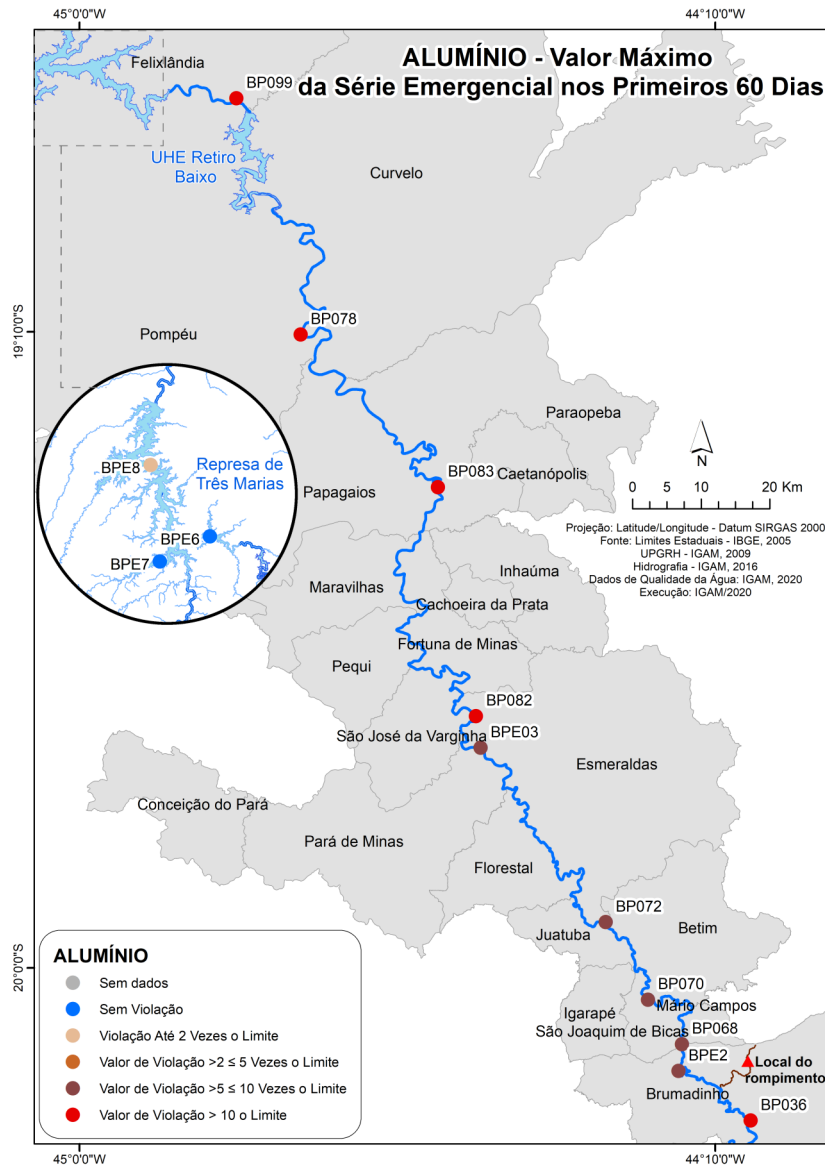 45°0'0"W
44°10'0"W
ALUMÍNIO - Valor Máximo
da Série Emergencial nos Primeiros 60 Dias
Felixlândia
BP099
UHE Retiro
Baixo
Curvelo
19°10'0"S
BP078
Pompéu
Paraopeba
BPE8
Represa de
Três Marias
BP083
Caetanópolis
N
Papagaios
0 5 10 20 Km
BPE6
BPE7
Projeção: Latitude/Longitude - Datum SIRGAS 2000
Fonte: Limites Estaduais - IBGE, 2005
UPGRH - IGAM, 2009
Hidrografia - IGAM, 2016
Dados de Qualidade da Água: IGAM, 2020
Execução: IGAM/2020
Inhaúma
Maravilhas
Cachoeira da Prata
Fortuna de Minas
Pequi
BP082
São José da Varginha
BPE03
Esmeraldas
Conceição do Pará
Pará de Minas
Florestal
BP072
Juatuba
Betim
20°0'0"S
BP070
Igarapé
Mário Campos
São Joaquim de Bicas
BP068
BPE2
Local do
rompimento
Brumadinho
BP036
ALUMÍNIO
Sem dados
Sem Violação
Violação Até 2 Vezes o Limite
Valor de Violação >2 ≤ 5 Vezes o Limite
Valor de Violação >5 ≤ 10 Vezes o Limite
Valor de Violação > 10 o Limite
45°0'0"W
44°10'0"W